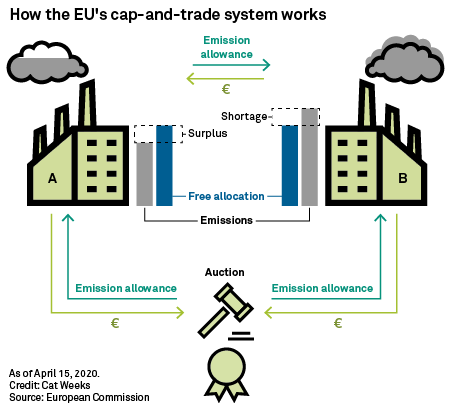 How the EU's cap-and-trade system works
Emission
allowance
€
Shortage
Surplus
A
B
Free allocation
Emissions
Auction
Emission allowance
Emission allowance
€
€
As of April 15, 2020.
Credit: Cat Weeks
Source: European Commission